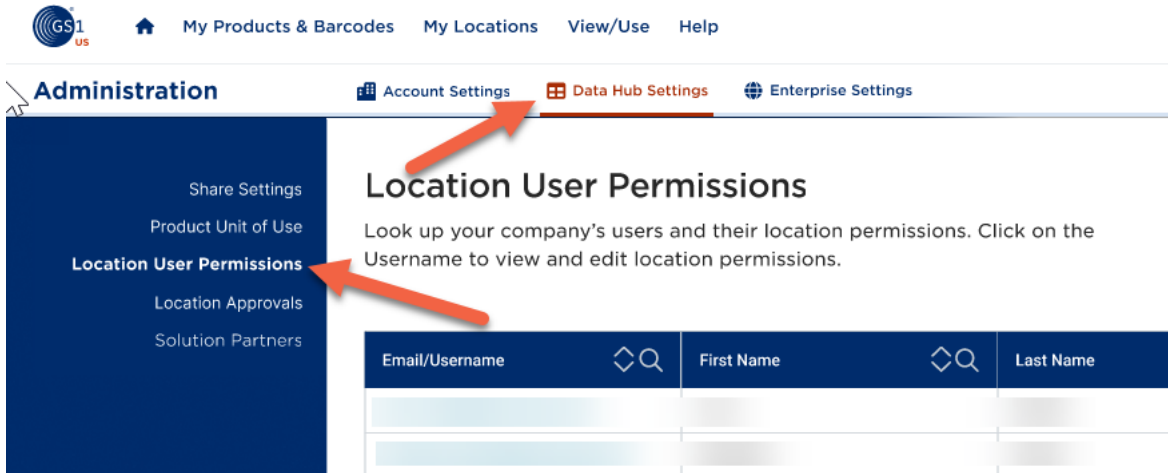 GS1 US
My Products & Barcodes My Locations View/Use Help
Administration
Account Settings Data Hub Settings Enterprise Settings
Share Settings
Product Unit of Use
Location User Permissions
Location Approvals
Solution Partners
Location User Permissions
Look up your company’s users and their location permissions. Click on the
Username to view and edit location permissions.
Email/Username First Name Last Name